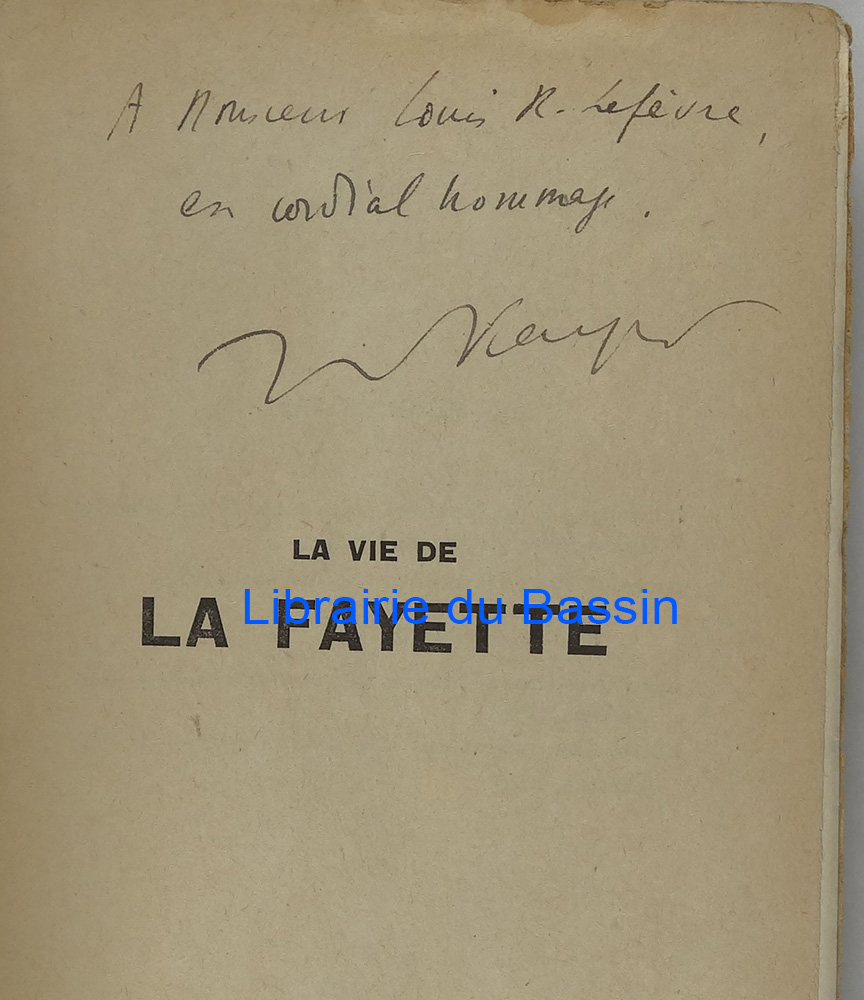 A Monsieur Louis R. Lefèvre,
en cordial hommage.
LA VIE DE
LA FAYETTE
Librairie du Bassin